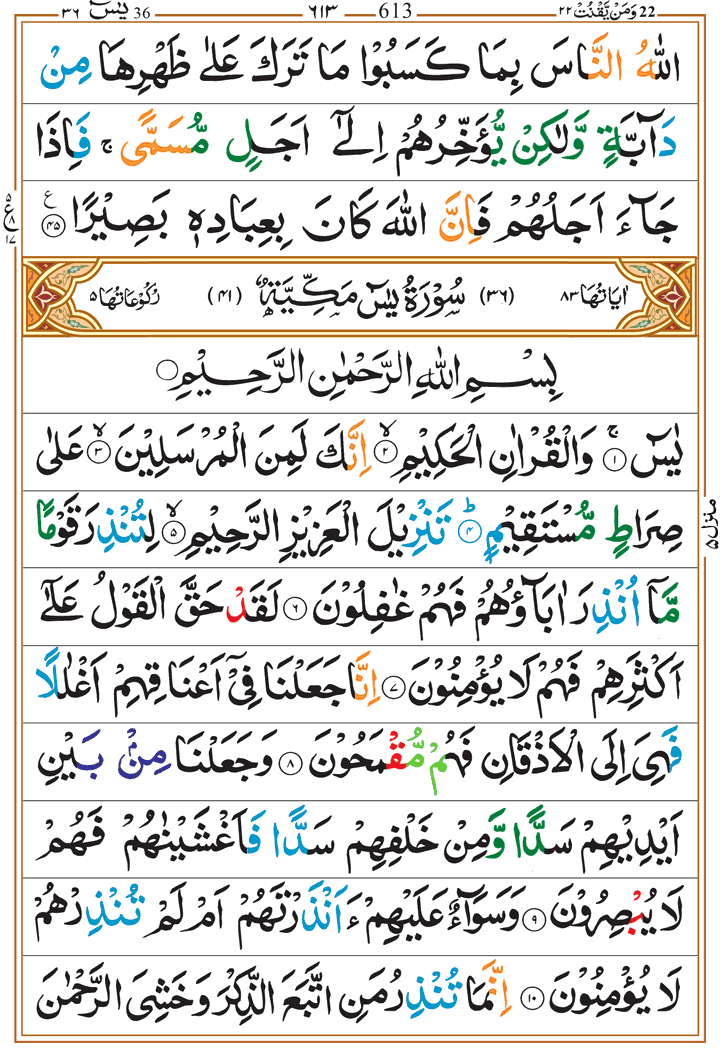 22 وَمَنْ يَّقْنُتْ ٢٢
613 ٦١٣
36 يٰسٓ ٣٦
اللّٰهُ النَّاسَ بِمَا كَسَبُوْا مَا تَرَكَ عَلٰى ظَهْرِهَا مِنْ
دَآبَّةٍ وَّلٰكِنْ يُّؤَخِّرُهُمْ اِلٰٓى اَجَلٍ مُّسَمًّى ۚ فَاِذَا
جَآءَ اَجَلُهُمْ فَاِنَّ اللّٰهَ كَانَ بِعِبَادِهٖ بَصِيْرًا ۝٤٥ ع
ع ٥ ٨ ١٧
اٰيَاتُهَا ٨٣ (٣٦) سُوْرَةُ يٰسٓ مَكِّيَّةٌ (٤١) رُكُوْعَاتُهَا ٥
بِسْمِ اللّٰهِ الرَّحْمٰنِ الرَّحِيْمِ ۝
يٰسٓ ۚ ۝١ وَالْقُرْاٰنِ الْحَكِيْمِ ۙ ۝٢ اِنَّكَ لَمِنَ الْمُرْسَلِيْنَ ۙ ۝٣ عَلٰى
صِرَاطٍ مُّسْتَقِيْمٍ ؕ ۝٤ تَنْزِيْلَ الْعَزِيْزِ الرَّحِيْمِ ۙ ۝٥ لِتُنْذِرَ قَوْمًا
منزل ٥
مَّآ اُنْذِرَ اٰبَآؤُهُمْ فَهُمْ غٰفِلُوْنَ ۝٦ لَقَدْ حَقَّ الْقَوْلُ عَلٰٓى
اَكْثَرِهِمْ فَهُمْ لَا يُؤْمِنُوْنَ ۝٧ اِنَّا جَعَلْنَا فِيْٓ اَعْنَاقِهِمْ اَغْلٰلًا
فَهِيَ اِلَى الْاَذْقَانِ فَهُمْ مُّقْمَحُوْنَ ۝٨ وَجَعَلْنَا مِنْۢ بَيْنِ
اَيْدِيْهِمْ سَدًّا وَّمِنْ خَلْفِهِمْ سَدًّا فَاَغْشَيْنٰهُمْ فَهُمْ
لَا يُبْصِرُوْنَ ۝٩ وَسَوَآءٌ عَلَيْهِمْ ءَاَنْذَرْتَهُمْ اَمْ لَمْ تُنْذِرْهُمْ
لَا يُؤْمِنُوْنَ ۝١٠ اِنَّمَا تُنْذِرُ مَنِ اتَّبَعَ الذِّكْرَ وَخَشِيَ الرَّحْمٰنَ